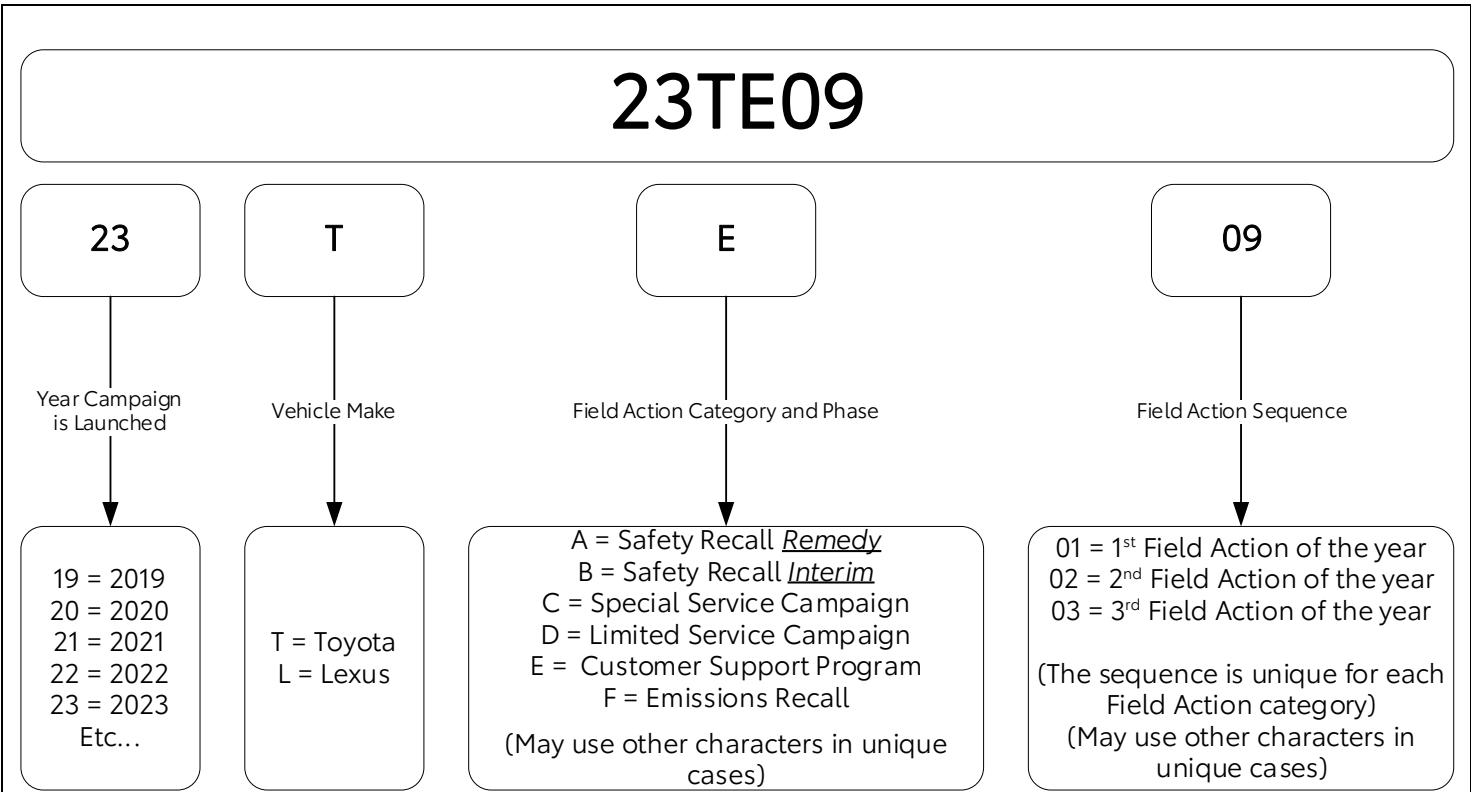 23TE09
23
T
E
09
Year Campaign
is Launched
Vehicle Make
Field Action Category and Phase
Field Action Sequence
19 = 2019
20 = 2020
21 = 2021
22 = 2022
23 = 2023
Etc...
T = Toyota
L = Lexus
A = Safety Recall Remedy
B = Safety Recall Interim
C = Special Service Campaign
D = Limited Service Campaign
E =  Customer Support Program
F = Emissions Recall
(May use other characters in unique
cases)
01 = 1st Field Action of the year
02 = 2nd Field Action of the year
03 = 3rd Field Action of the year
(The sequence is unique for each
Field Action category)
(May use other characters in
unique cases)